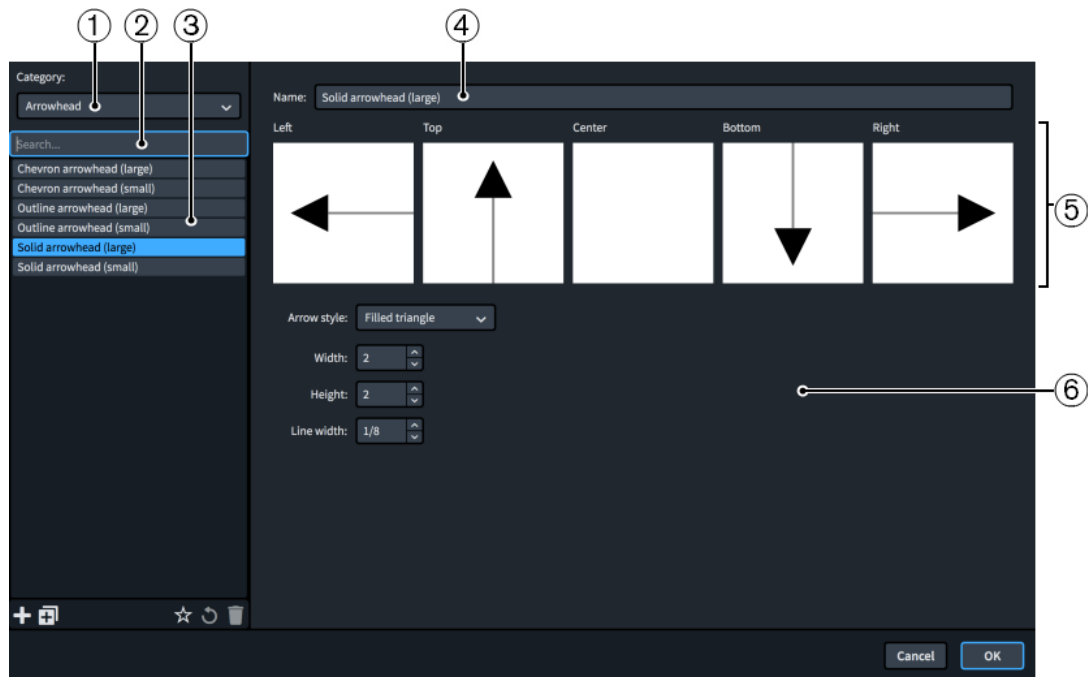 ① ② ③ ④
Category:
Arrowhead
Name: Solid arrowhead (large)
Search...
Left Top Center Bottom Right
Chevron arrowhead (large)
Chevron arrowhead (small)
Outline arrowhead (large)
Outline arrowhead (small)
Solid arrowhead (large)
Solid arrowhead (small)
⑤
Arrow style: Filled triangle
Width: 2
Height: 2
⑥
Line width: 1/8
Cancel OK